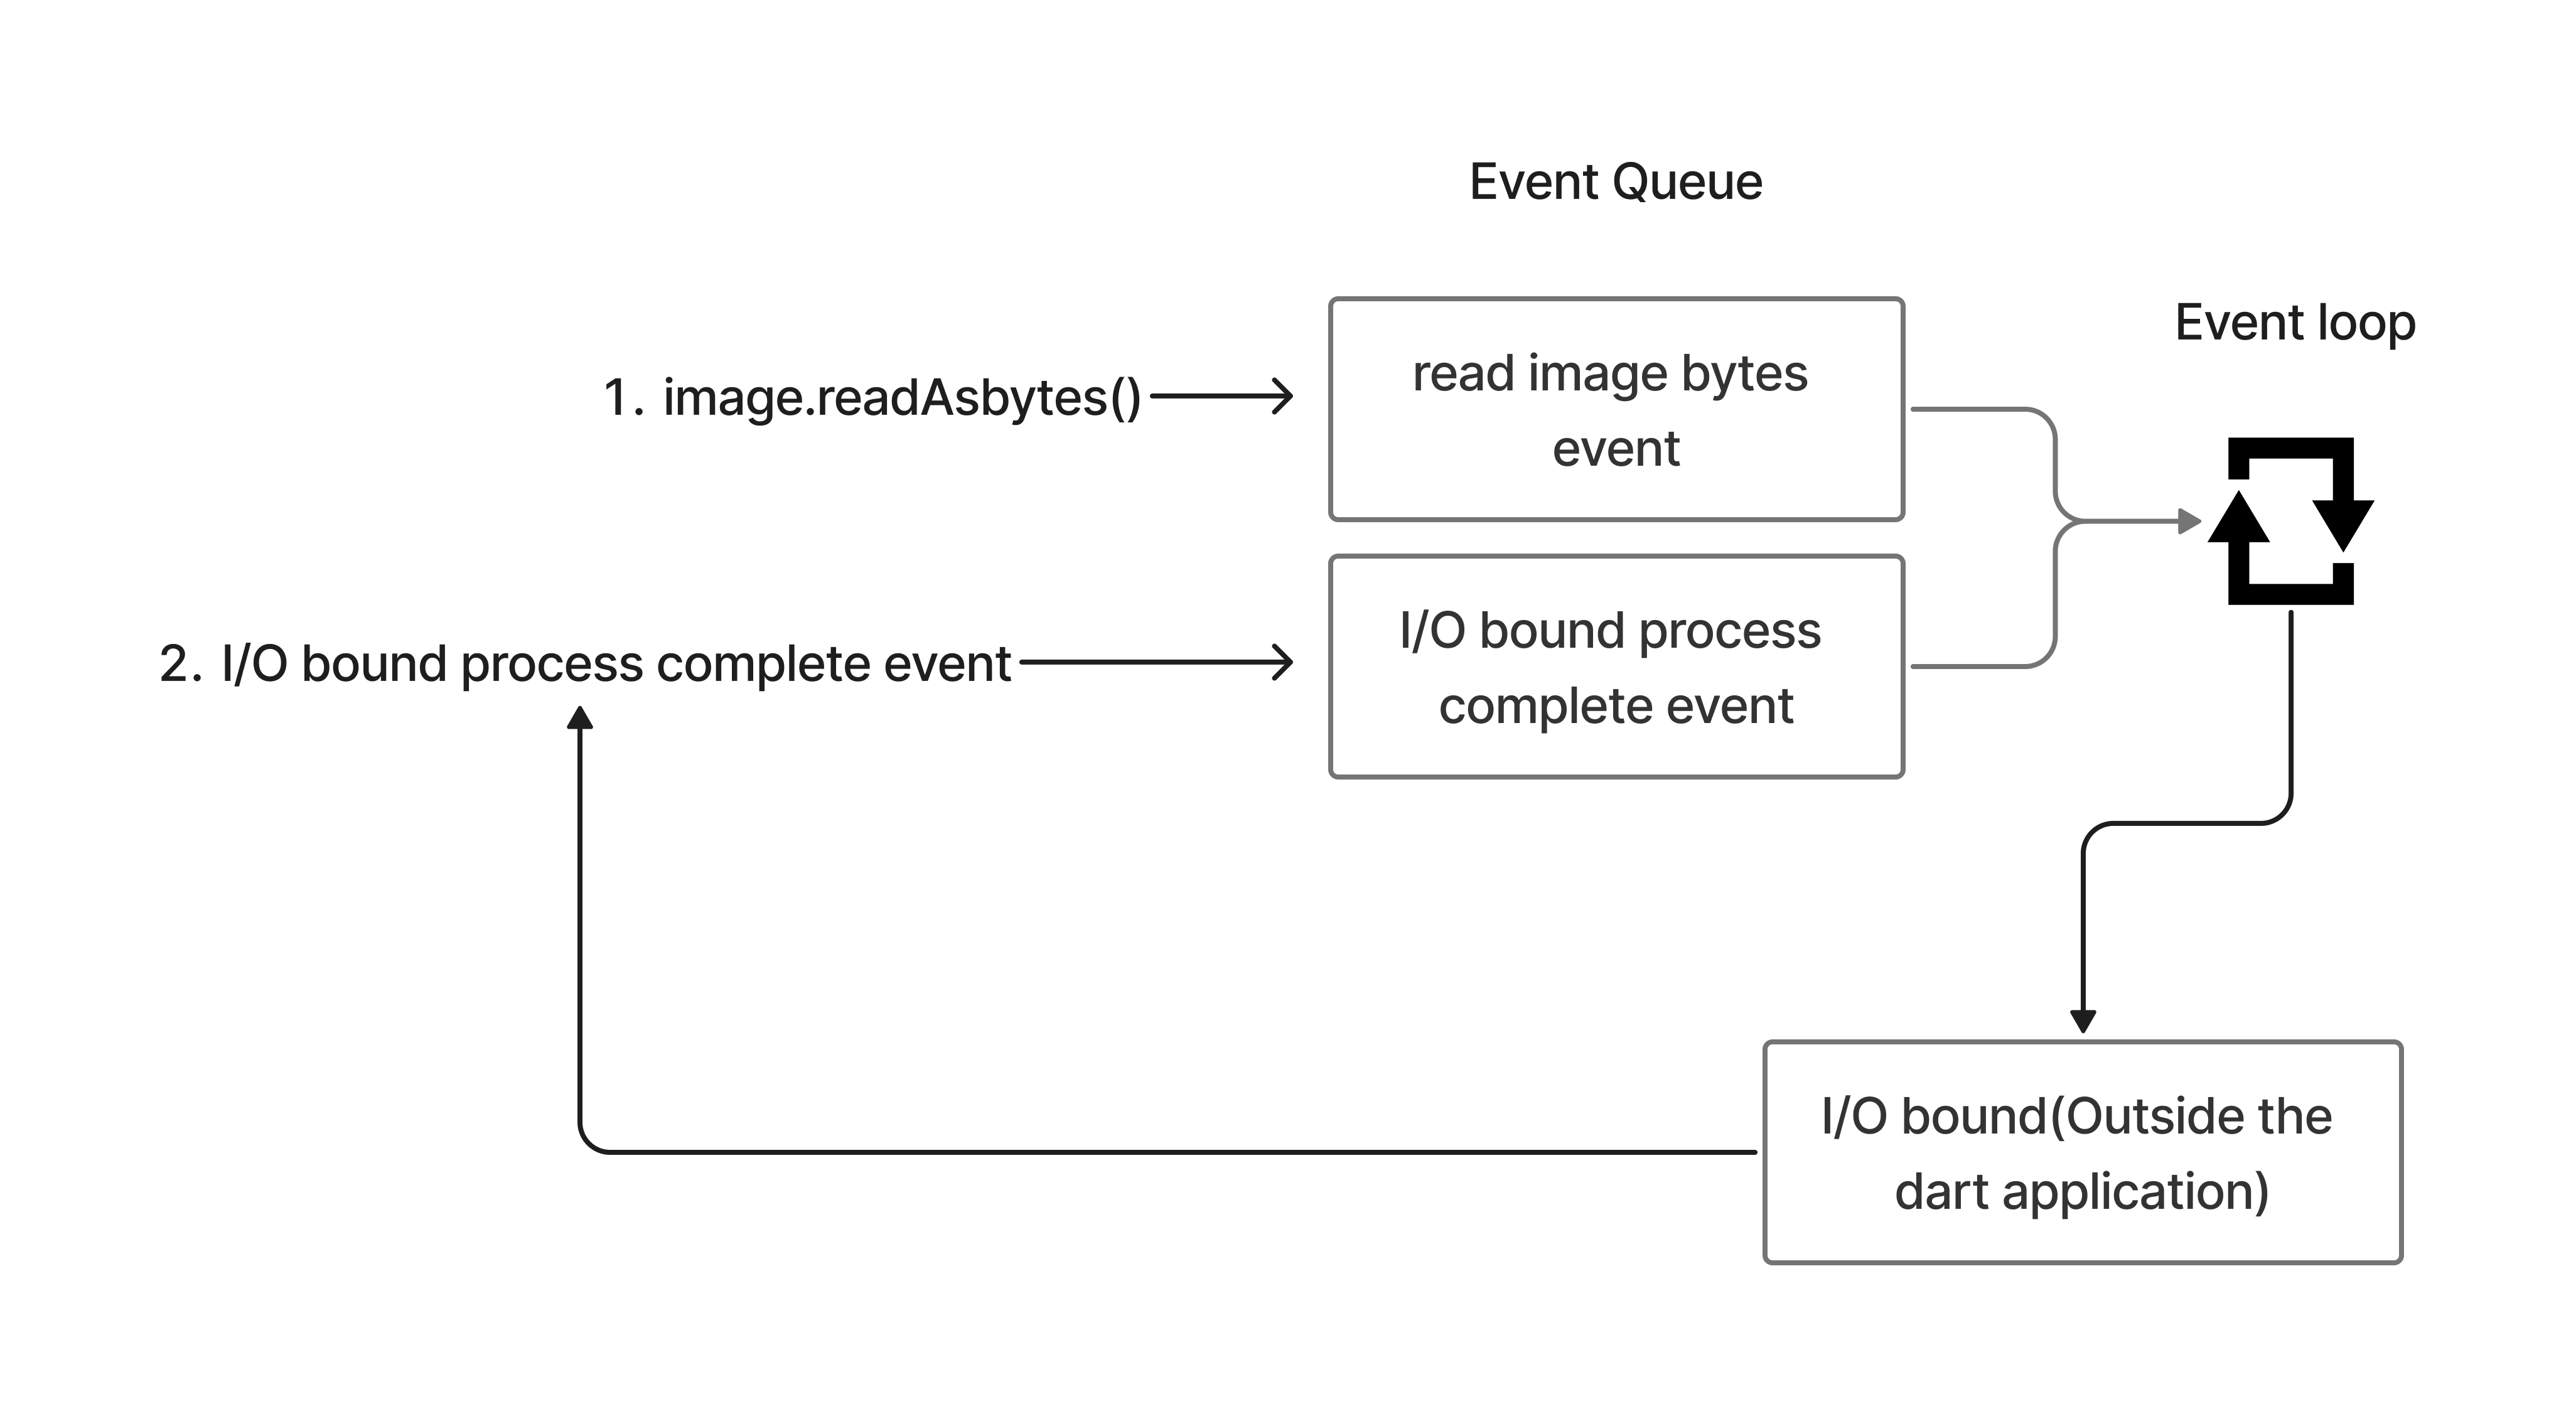 Event Queue
Event loop
1. image.readAsbytes()
read image bytes
event
2. I/O bound process complete event
I/O bound process
complete event
I/O bound(Outside the
dart application)